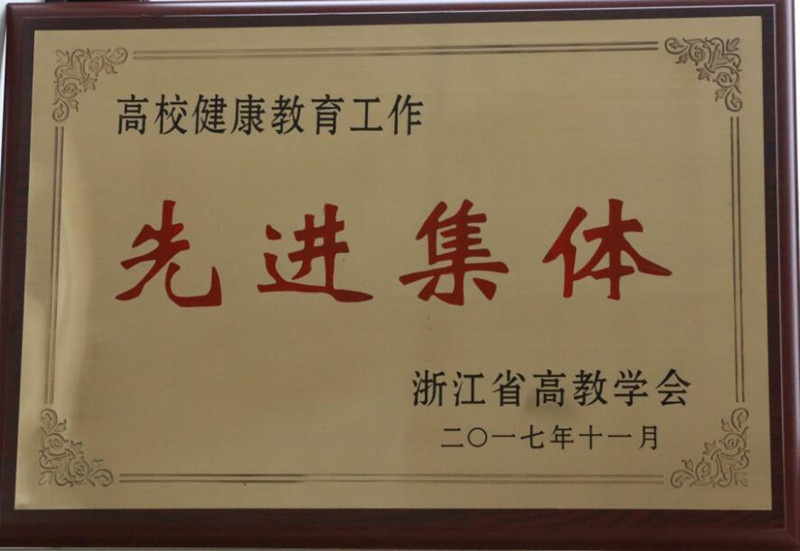 高校健康教育工作
先进集体
浙江省高教学会
二〇一七年十一月